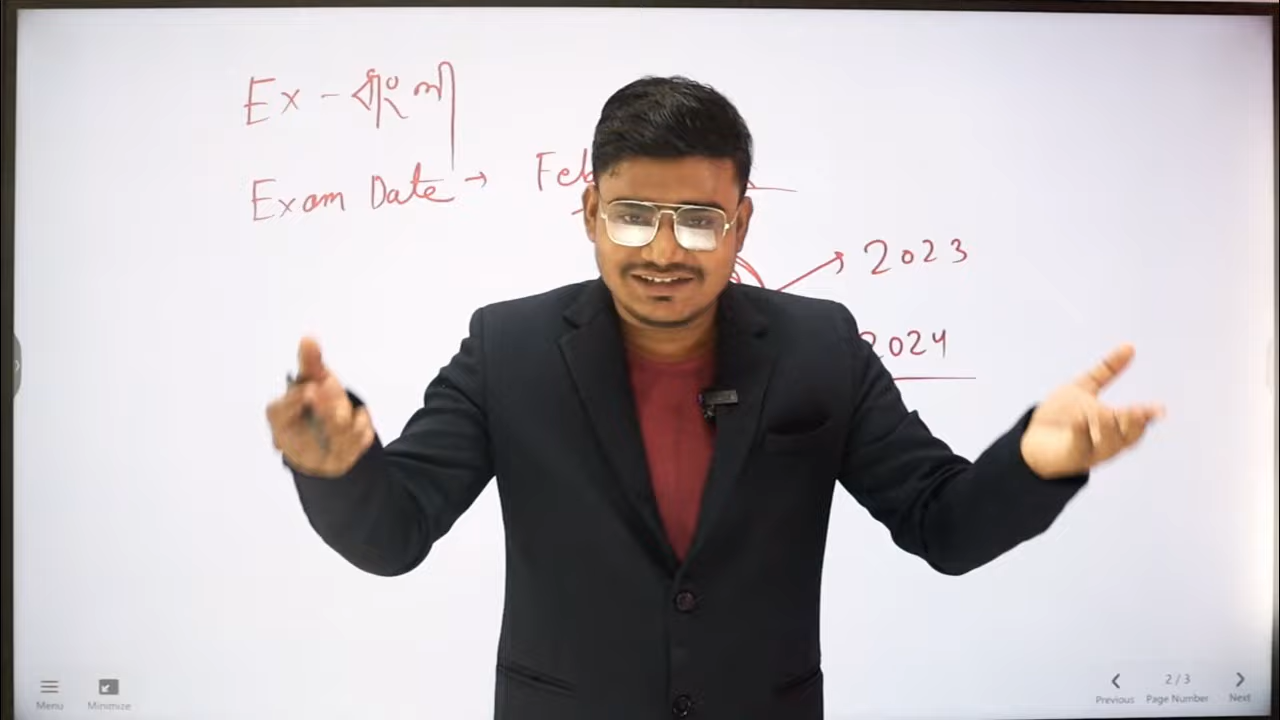 Ex -
Exam Date → Feb
→ 2023
2024
Menu
Minimize
Previous
2 / 3
Page Number
Next